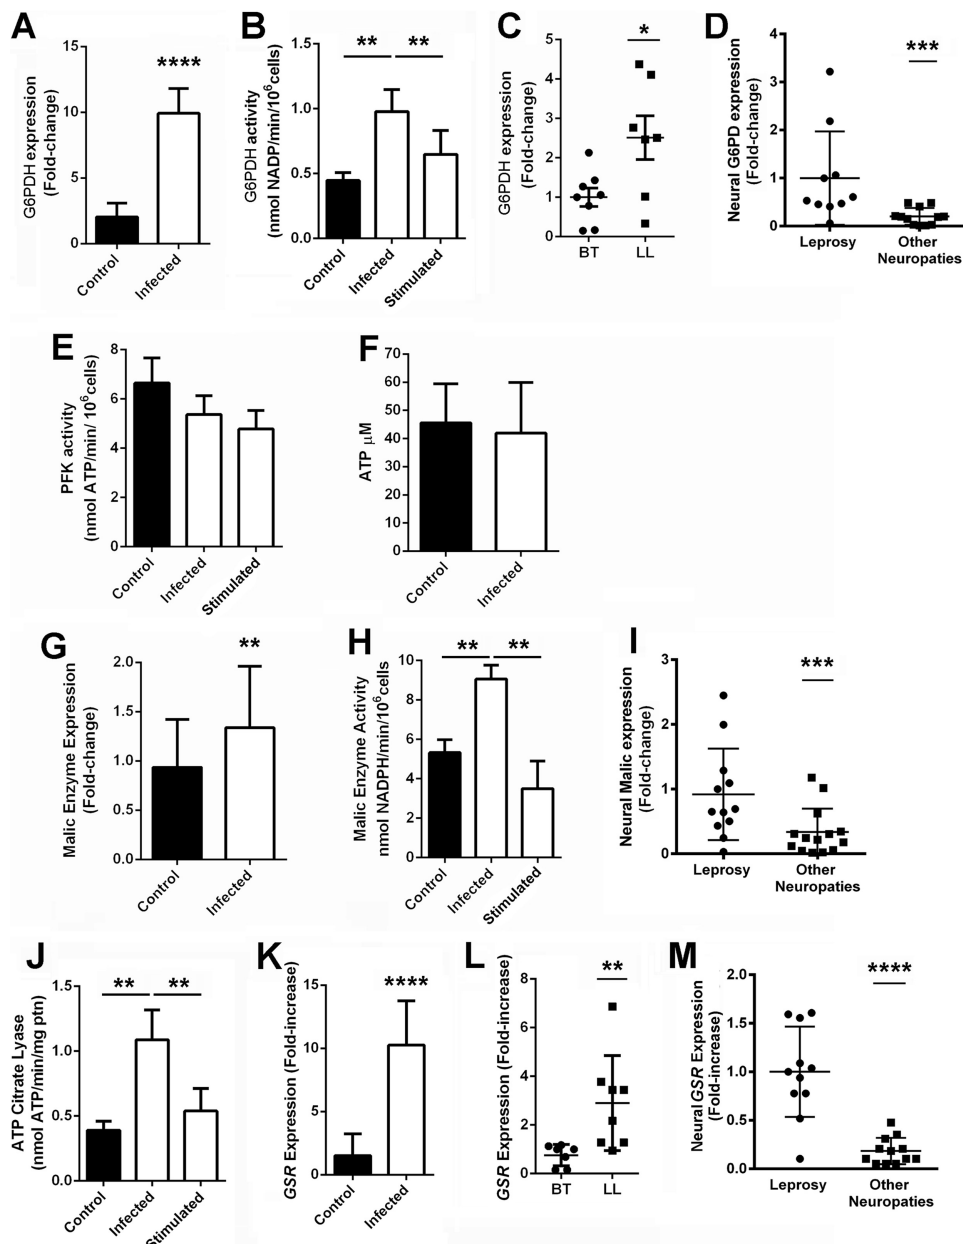 A
G6PDH expression
(Fold-change)
15
10
5
0
****
Control
Infected
B
G6PDH activity
(nmol NADP/min/10⁶cells)
1.5
1.0
0.5
0.0
**
**
Control
Infected
Stimulated
C
G6PDH expression
(Fold-change)
5
4
3
2
1
0
*
BT
LL
D
Neural G6PD expression
(Fold-change)
4
3
2
1
0
***
Leprosy
Other
Neuropaties
E
PFK activity
(nmol ATP/min/ 10⁶cells)
8
6
4
2
0
Control
Infected
Stimulated
F
ATP µM
70
60
50
40
30
20
10
0
Control
Infected
G
Malic Enzyme Expression
(Fold-change)
2.0
1.5
1.0
0.5
0.0
**
Control
Infected
H
Malic Enzyme Activity
nmol NADPH/min/10⁶cells
10
8
6
4
2
0
**
**
Control
Infected
Stimulated
I
Neural Malic expression
(Fold-change)
3
2
1
0
***
Leprosy
Other
Neuropaties
J
ATP Citrate Lyase
(nmol ATP/min/mg ptn)
1.5
1.0
0.5
0.0
**
**
Control
Infected
Stimulated
K
GSR Expression (Fold-increase)
15
10
5
0
****
Control
Infected
L
GSR Expression (Fold-increase)
8
6
4
2
0
**
BT
LL
M
Neural GSR Expression
(Fold-increase)
2.0
1.5
1.0
0.5
0.0
****
Leprosy
Other
Neuropaties